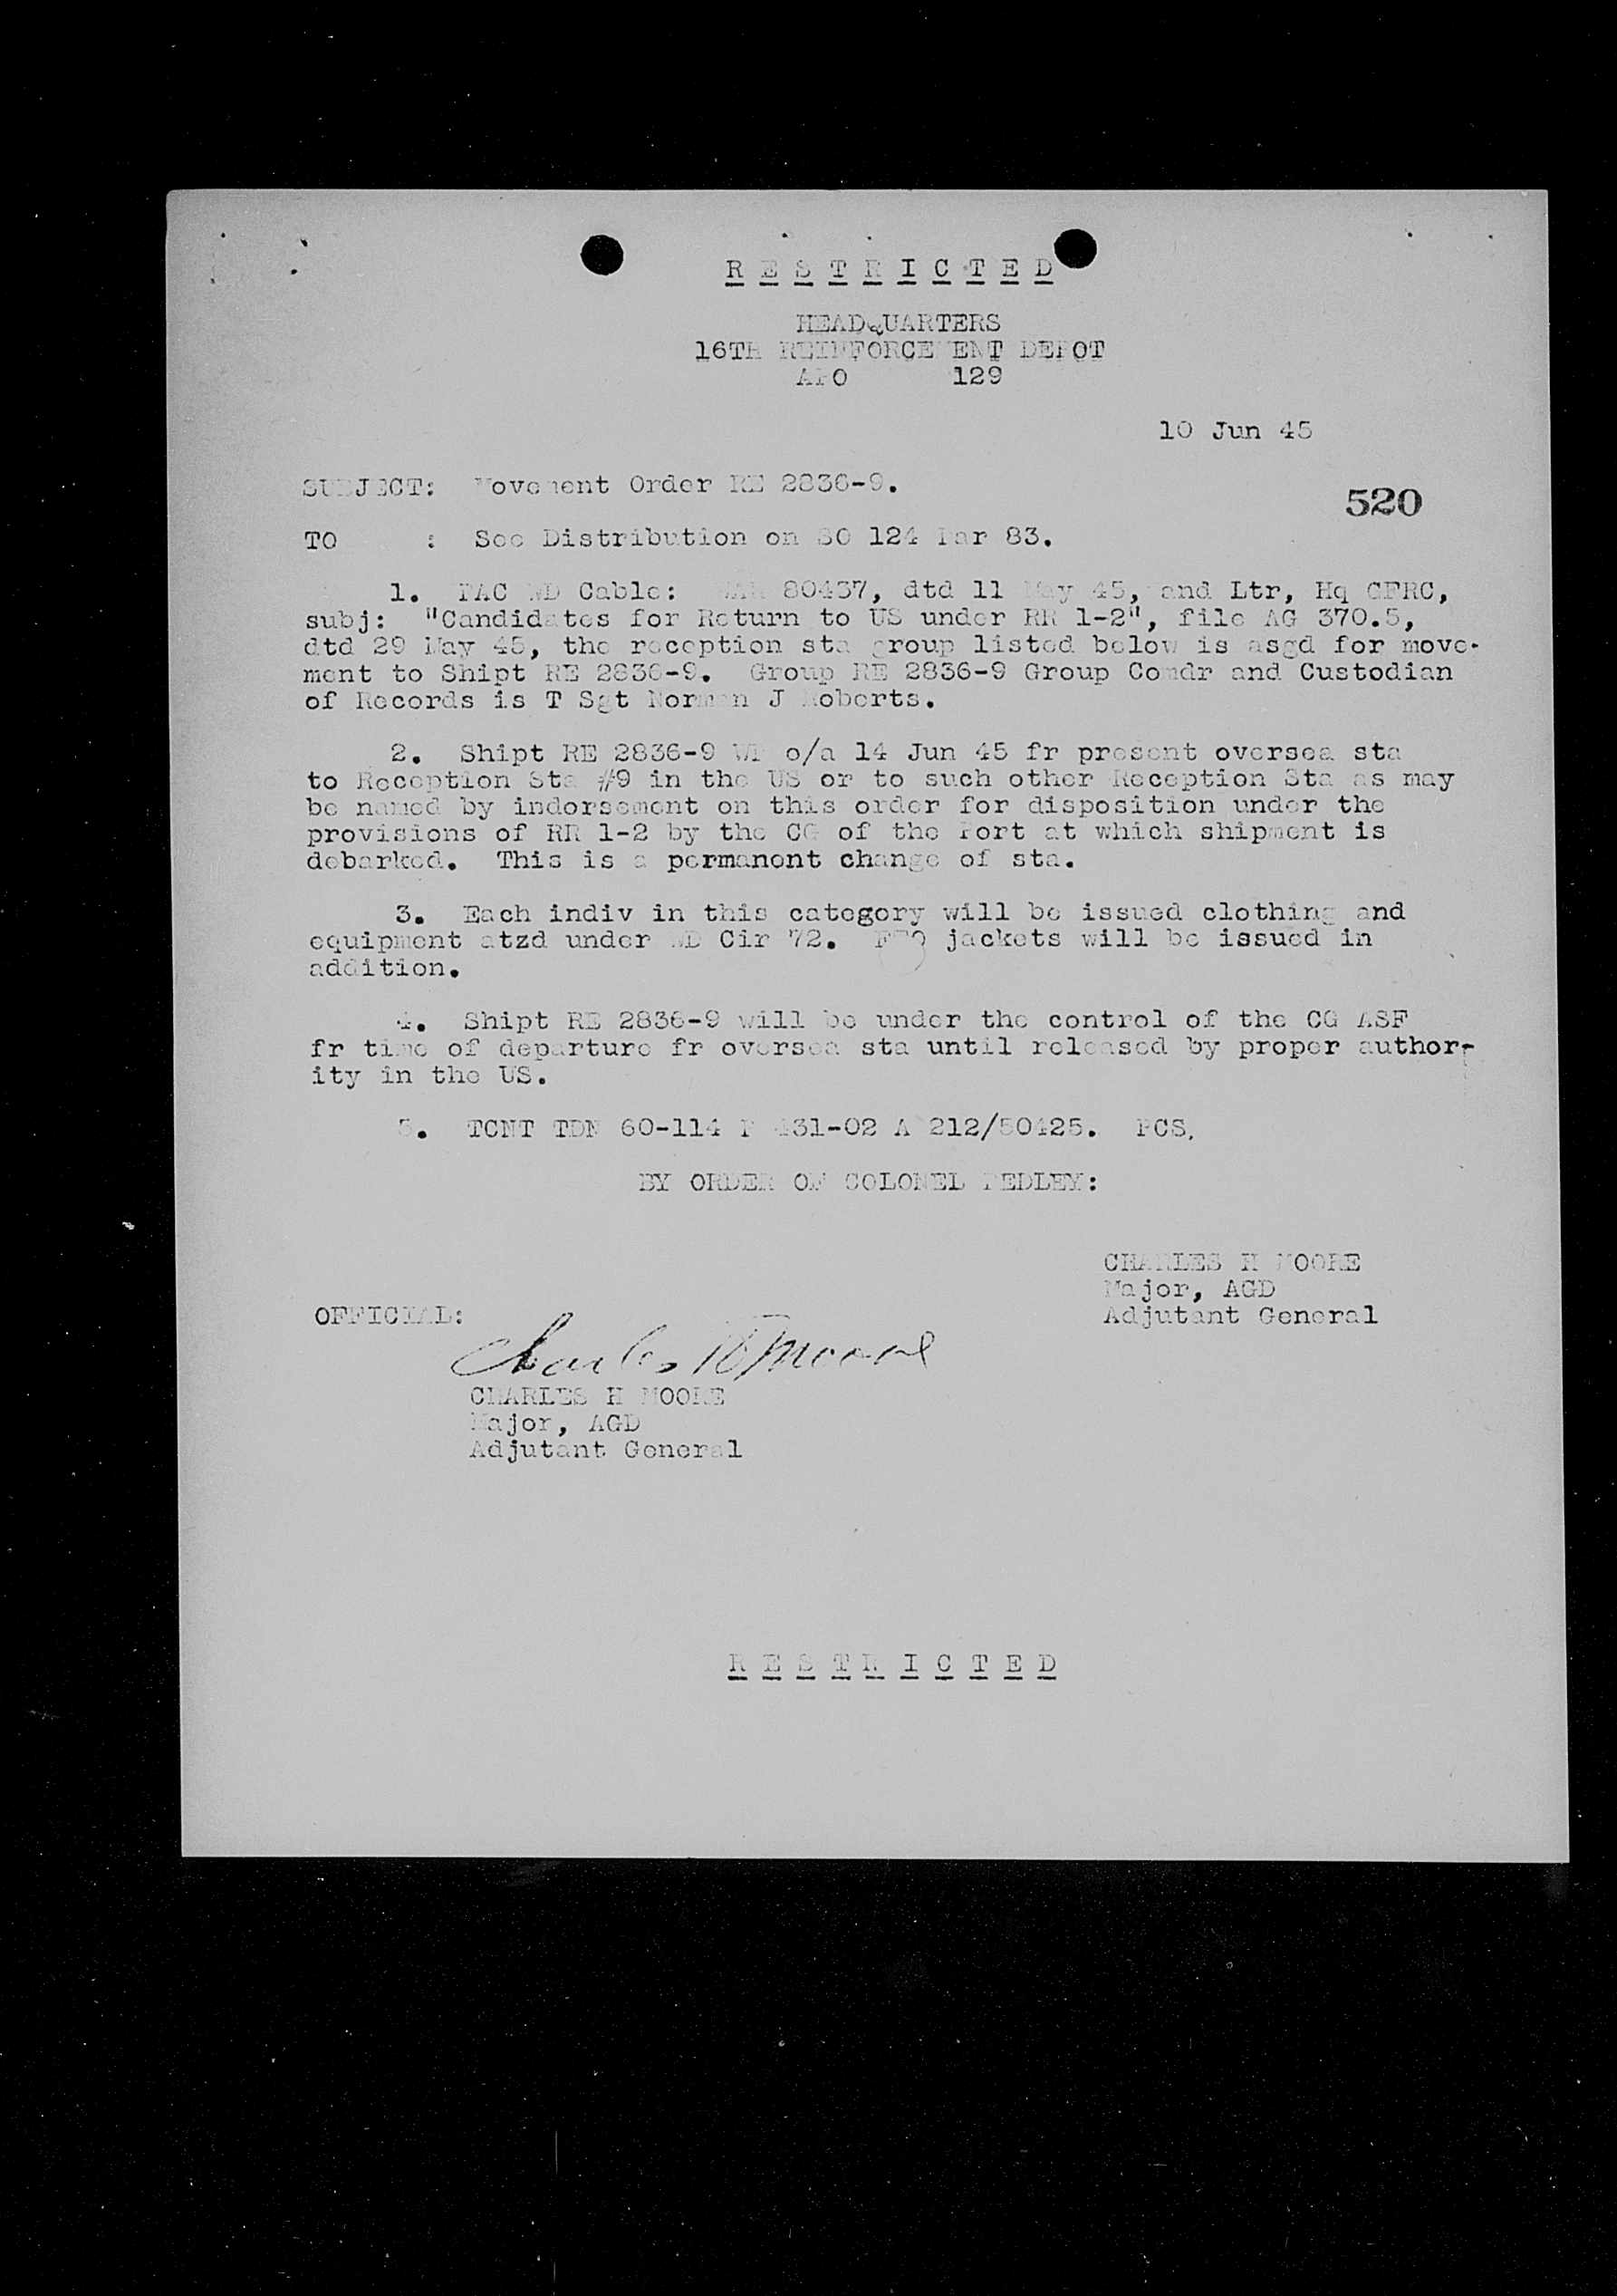 R E S T R I C T E D
HEADQUARTERS
16TH REINFORCEMENT DEPOT
APO 129
10 Jun 45
SUBJECT: Movement Order RE 2836-9.
520
TO : See Distribution on SO 124 Par 83.
1. PAC WD Cable: WAR 80437, dtd 11 May 45, and Ltr, Hq GFRC,
subj: "Candidates for Return to US under RR 1-2", file AG 370.5,
dtd 29 May 45, the reception sta group listed below is asgd for move-
ment to Shipt RE 2836-9. Group RE 2836-9 Group Comdr and Custodian
of Records is T Sgt Norman J Roberts.
2. Shipt RE 2836-9 WP o/a 14 Jun 45 fr present oversea sta
to Reception Sta #9 in the US or to such other Reception Sta as may
be named by indorsement on this order for disposition under the
provisions of RR 1-2 by the CG of the Port at which shipment is
debarked. This is a permanent change of sta.
3. Each indiv in this category will be issued clothing and
equipment atzd under WD Cir 72. jackets will be issued in
addition.
4. Shipt RE 2836-9 will be under the control of the CG ASF
fr time of departure fr oversea sta until released by proper author-
ity in the US.
5. TCNT TDN 60-114 P 431-02 A 212/50425. PCS.
BY ORDER OF COLONEL PEDLEY:
CHARLES H MOORE
Major, AGD
Adjutant General
OFFICIAL:
Charles H Moore
CHARLES H MOORE
Major, AGD
Adjutant General
R E S T R I C T E D